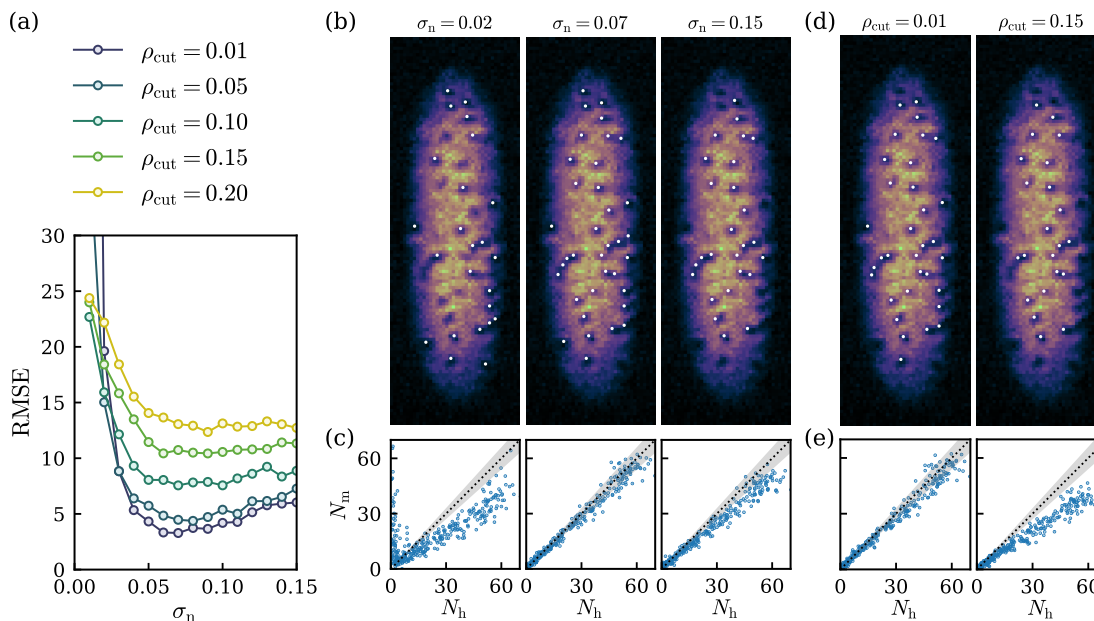 (a)
ρcut = 0.01
ρcut = 0.05
ρcut = 0.10
ρcut = 0.15
ρcut = 0.20
30
25
20
15
10
5
0
RMSE
0.00 0.05 0.10 0.15
σn
(b)
σn = 0.02 σn = 0.07 σn = 0.15
(c)
60
30
0
Nm
0 30 60 0 30 60 0 30 60
Nh Nh Nh
(d)
ρcut = 0.01 ρcut = 0.15
(e)
0 30 60 0 30 60
Nh Nh